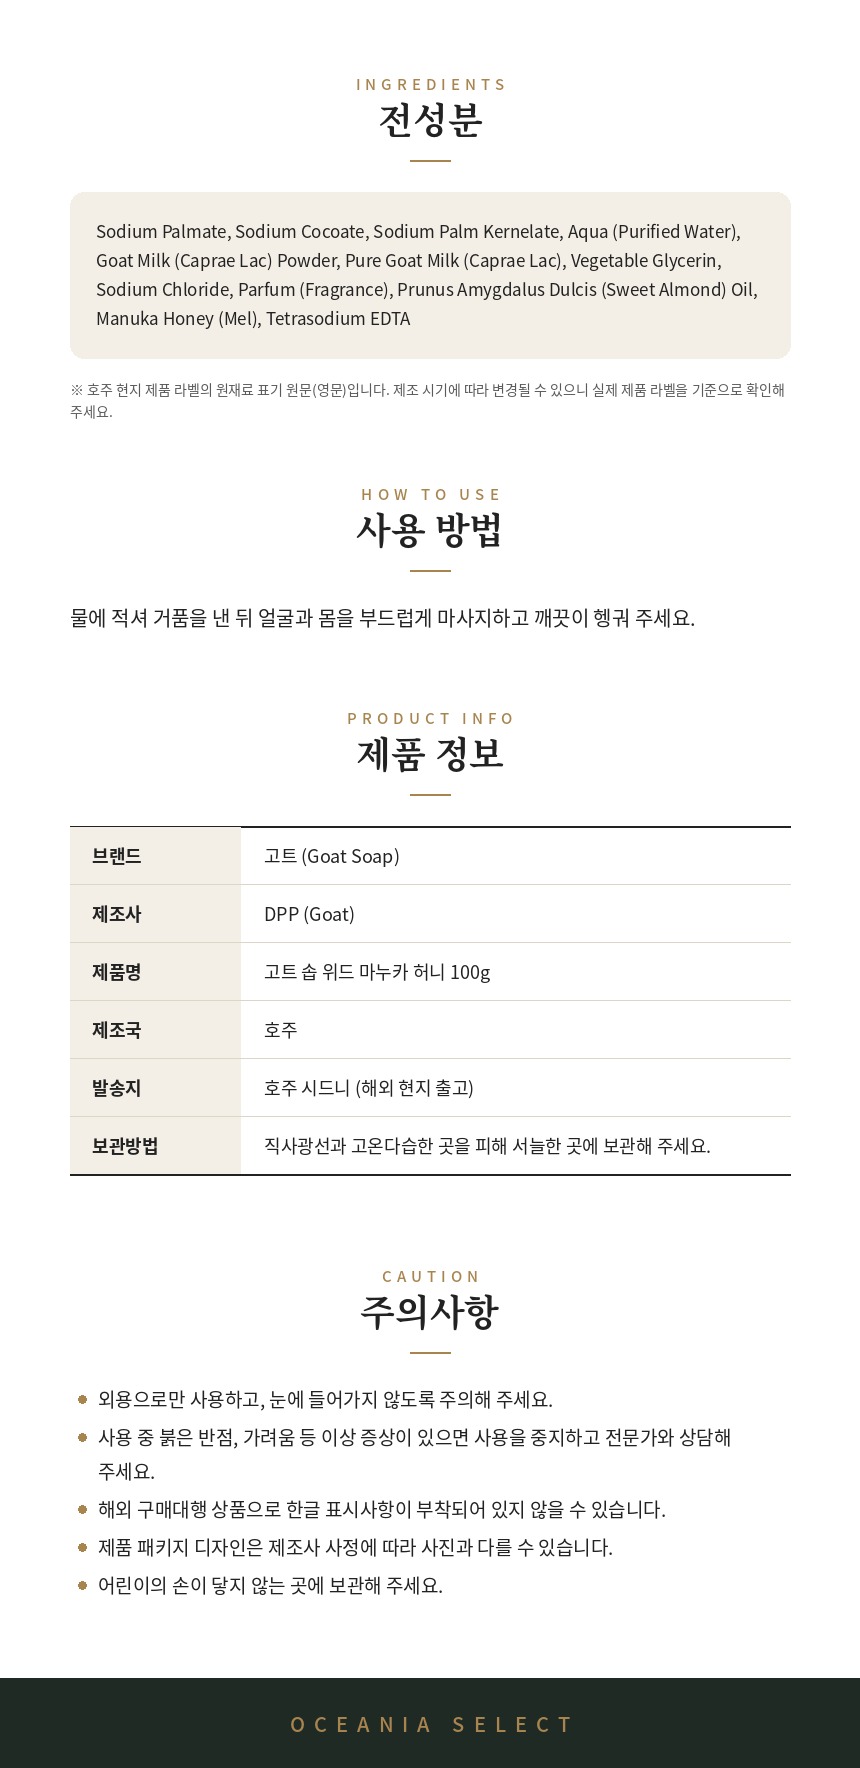 INGREDIENTS
전성분
Sodium Palmate, Sodium Cocoate, Sodium Palm Kernelate, Aqua (Purified Water),
Goat Milk (Caprae Lac) Powder, Pure Goat Milk (Caprae Lac), Vegetable Glycerin,
Sodium Chloride, Parfum (Fragrance), Prunus Amygdalus Dulcis (Sweet Almond) Oil,
Manuka Honey (Mel), Tetrasodium EDTA
※ 호주 현지 제품 라벨의 원재료 표기 원문(영문)입니다. 제조 시기에 따라 변경될 수 있으니 실제 제품 라벨을 기준으로 확인해
주세요.
HOW TO USE
사용 방법
물에 적셔 거품을 낸 뒤 얼굴과 몸을 부드럽게 마사지하고 깨끗이 헹궈 주세요.
PRODUCT INFO
제품 정보
브랜드 고트 (Goat Soap)
제조사 DPP (Goat)
제품명 고트 솝 위드 마누카 허니 100g
제조국 호주
발송지 호주 시드니 (해외 현지 출고)
보관방법 직사광선과 고온다습한 곳을 피해 서늘한 곳에 보관해 주세요.
CAUTION
주의사항
외용으로만 사용하고, 눈에 들어가지 않도록 주의해 주세요.
사용 중 붉은 반점, 가려움 등 이상 증상이 있으면 사용을 중지하고 전문가와 상담해
주세요.
해외 구매대행 상품으로 한글 표시사항이 부착되어 있지 않을 수 있습니다.
제품 패키지 디자인은 제조사 사정에 따라 사진과 다를 수 있습니다.
어린이의 손이 닿지 않는 곳에 보관해 주세요.
OCEANIA SELECT